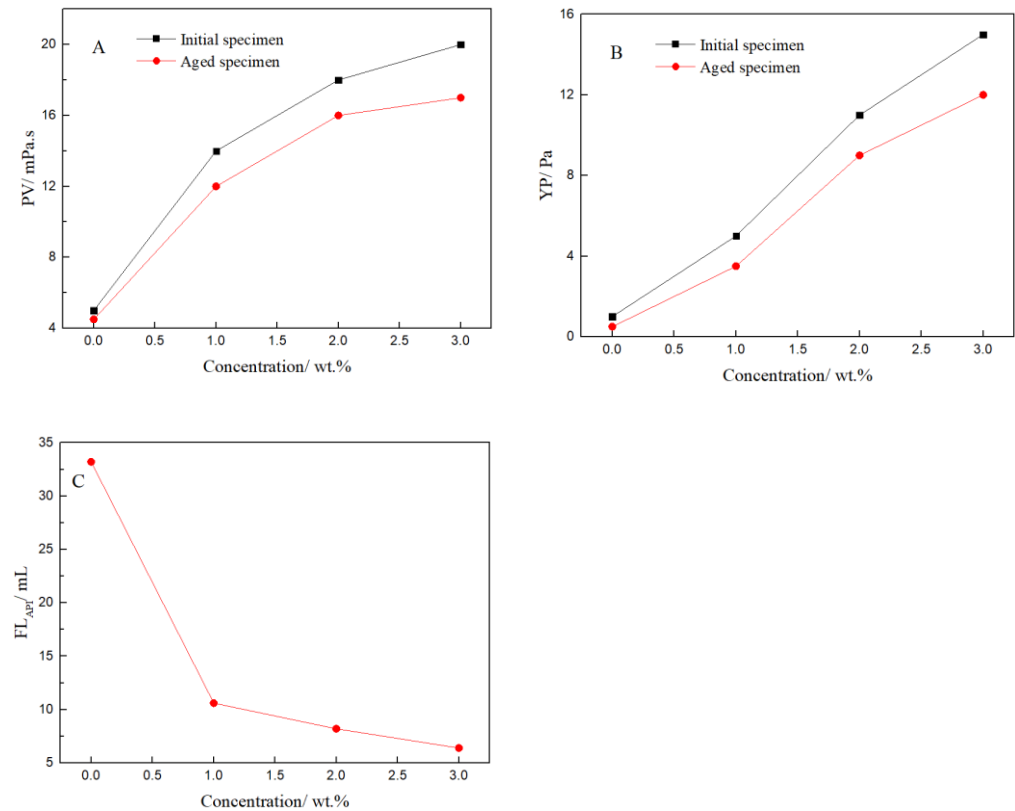 A
Initial specimen
Aged specimen
PV/ mPa.s
20
16
12
8
4
0.0 0.5 1.0 1.5 2.0 2.5 3.0
Concentration/ wt.%
B
Initial specimen
Aged specimen
YP/ Pa
16
12
8
4
0
0.0 0.5 1.0 1.5 2.0 2.5 3.0
Concentration/ wt.%
C
FL_API/ mL
35
30
25
20
15
10
5
0.0 0.5 1.0 1.5 2.0 2.5 3.0
Concentration/ wt.%